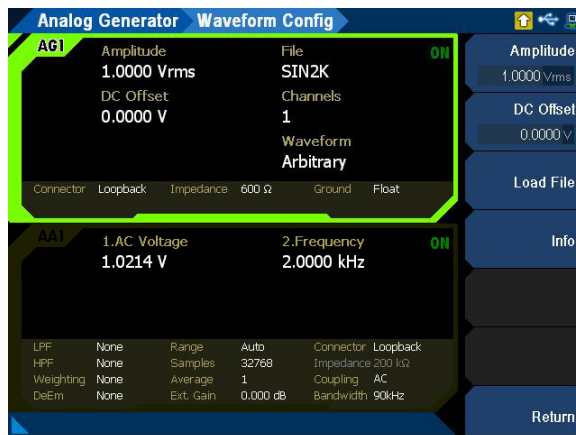 Analog Generator Waveform Config
AG1
Amplitude File ON
1.0000 Vrms SIN2K
DC Offset Channels
0.0000 V 1
Waveform
Arbitrary
Connector Loopback Impedance 600 Ω Ground Float
AA1
1.AC Voltage 2.Frequency ON
1.0214 V 2.0000 kHz
LPF None Range Auto Connector Loopback
HPF None Samples 32768 Impedance 200 kΩ
Weighting None Average 1 Coupling AC
DeEm None Ext. Gain 0.000 dB Bandwidth 90kHz
Amplitude
1.0000 Vrms
DC Offset
0.0000 V
Load File
Info
Return